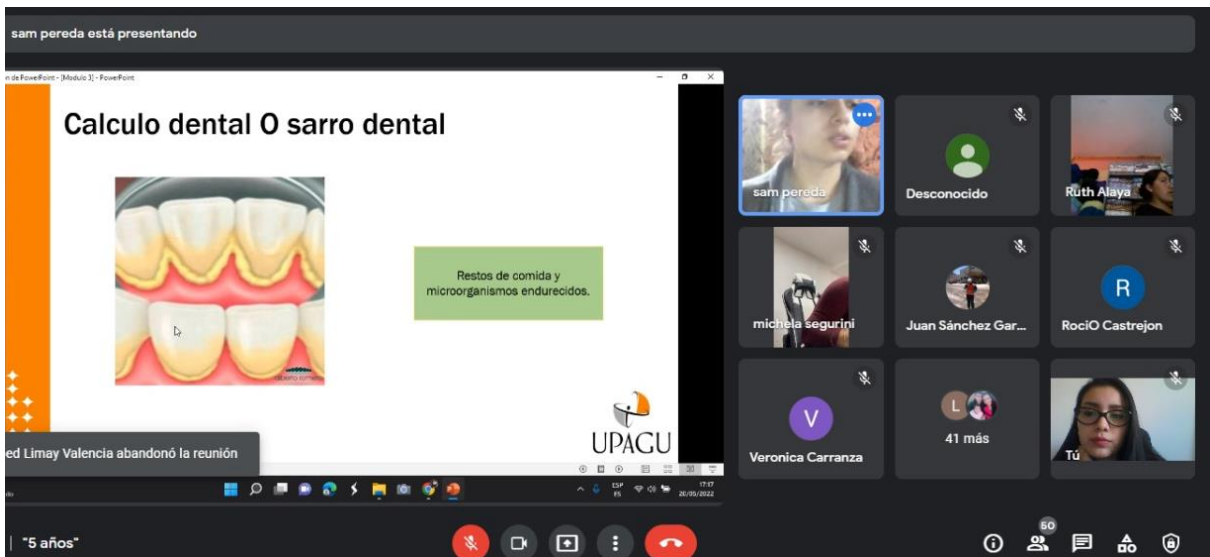 sam pereda está presentando
n de PowerPoint - [Modulo 3] - PowerPoint
Calculo dental O sarro dental
Restos de comida y
microorganismos endurecidos.
UPAGU
ed Limay Valencia abandonó la reunión
ESP
ES
17:17
20/05/2022
sam pereda
Desconocido
Ruth Alaya
michela segurini
Juan Sánchez Gar...
R
RociO Castrejon
V
Veronica Carranza
L
41 más
Tú
"5 años"
50